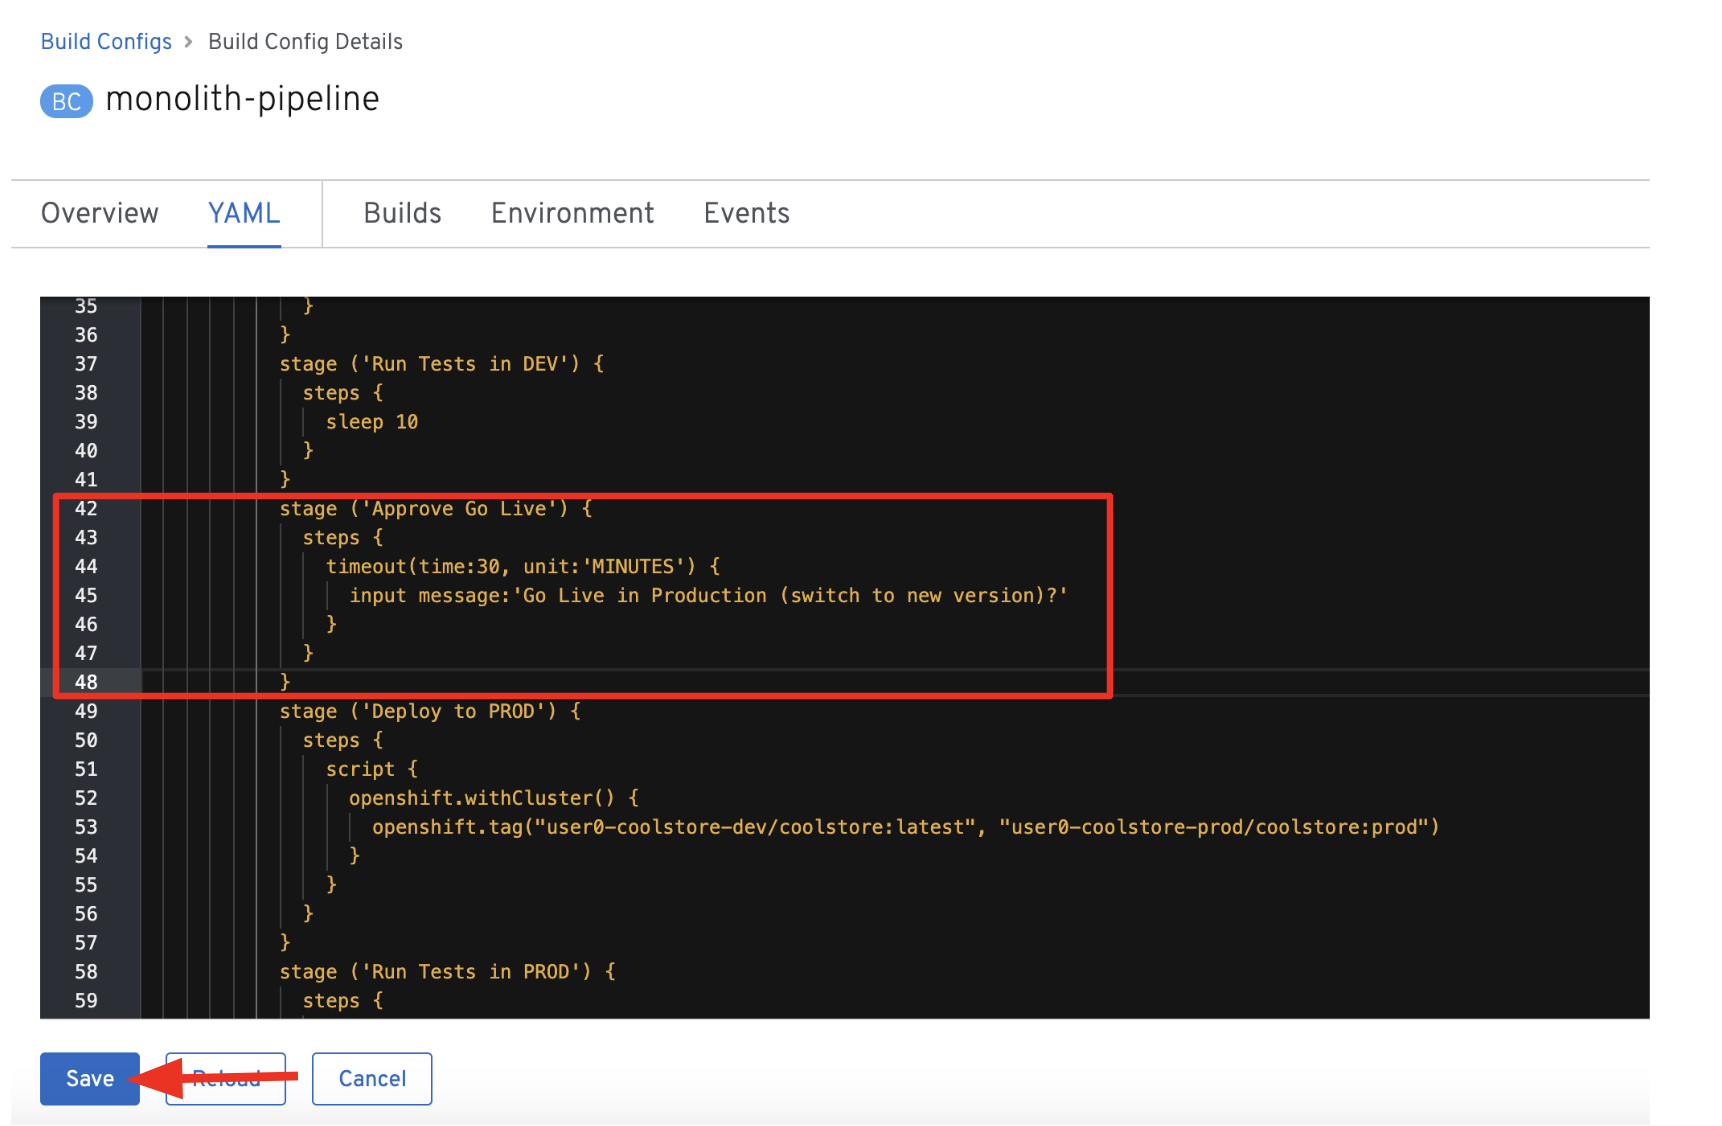 Build Configs > Build Config Details
BC monolith-pipeline
Overview YAML Builds Environment Events
35 }
36 }
37 stage ('Run Tests in DEV') {
38 steps {
39 sleep 10
40 }
41 }
42 stage ('Approve Go Live') {
43 steps {
44 timeout(time:30, unit:'MINUTES') {
45 input message:'Go Live in Production (switch to new version)?'
46 }
47 }
48 }
49 stage ('Deploy to PROD') {
50 steps {
51 script {
52 openshift.withCluster() {
53 openshift.tag("user0-coolstore-dev/coolstore:latest", "user0-coolstore-prod/coolstore:prod")
54 }
55 }
56 }
57 }
58 stage ('Run Tests in PROD') {
59 steps {
Save Reload Cancel